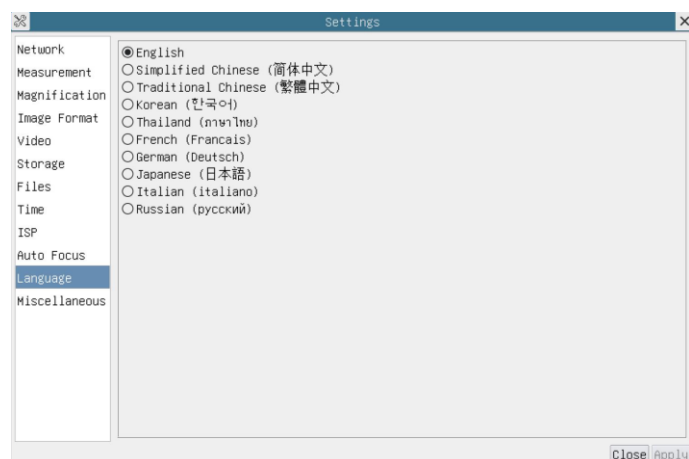 Settings
Network
Measurement
Magnification
Image Format
Video
Storage
Files
Time
ISP
Auto Focus
Language
Miscellaneous
English
Simplified Chinese (简体中文)
Traditional Chinese (繁體中文)
Korean (한국어)
Thailand (ภาษาไทย)
French (Francais)
German (Deutsch)
Japanese (日本語)
Italian (italiano)
Russian (русский)
Close Apply